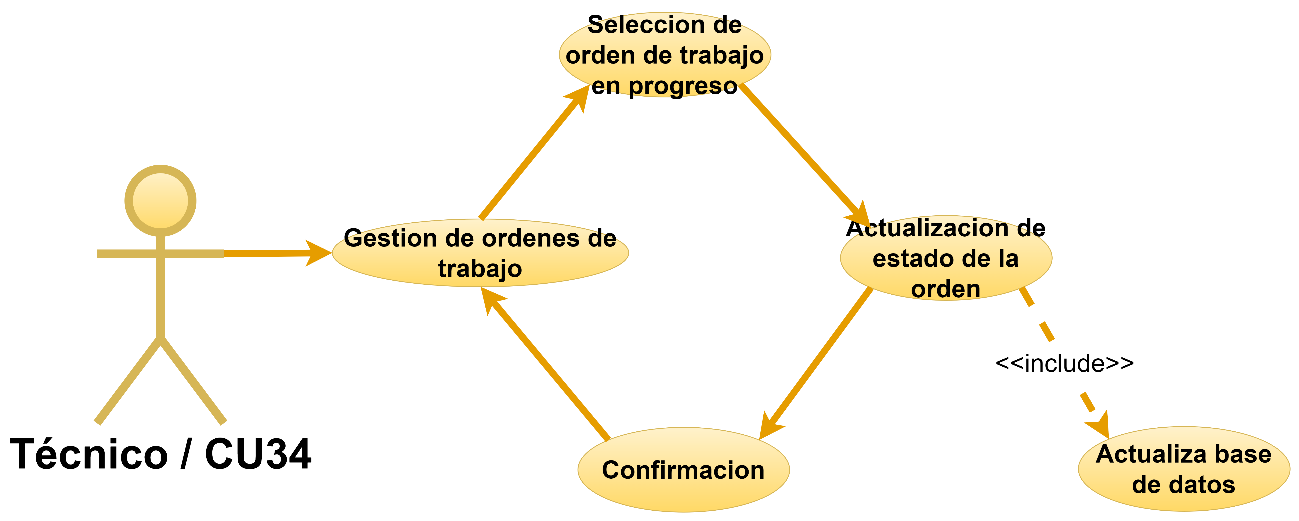 Seleccion de
orden de trabajo
en progreso
Gestion de ordenes de
trabajo
Actualizacion de
estado de la
orden
<<include>>
Técnico / CU34
Confirmacion
Actualiza base
de datos